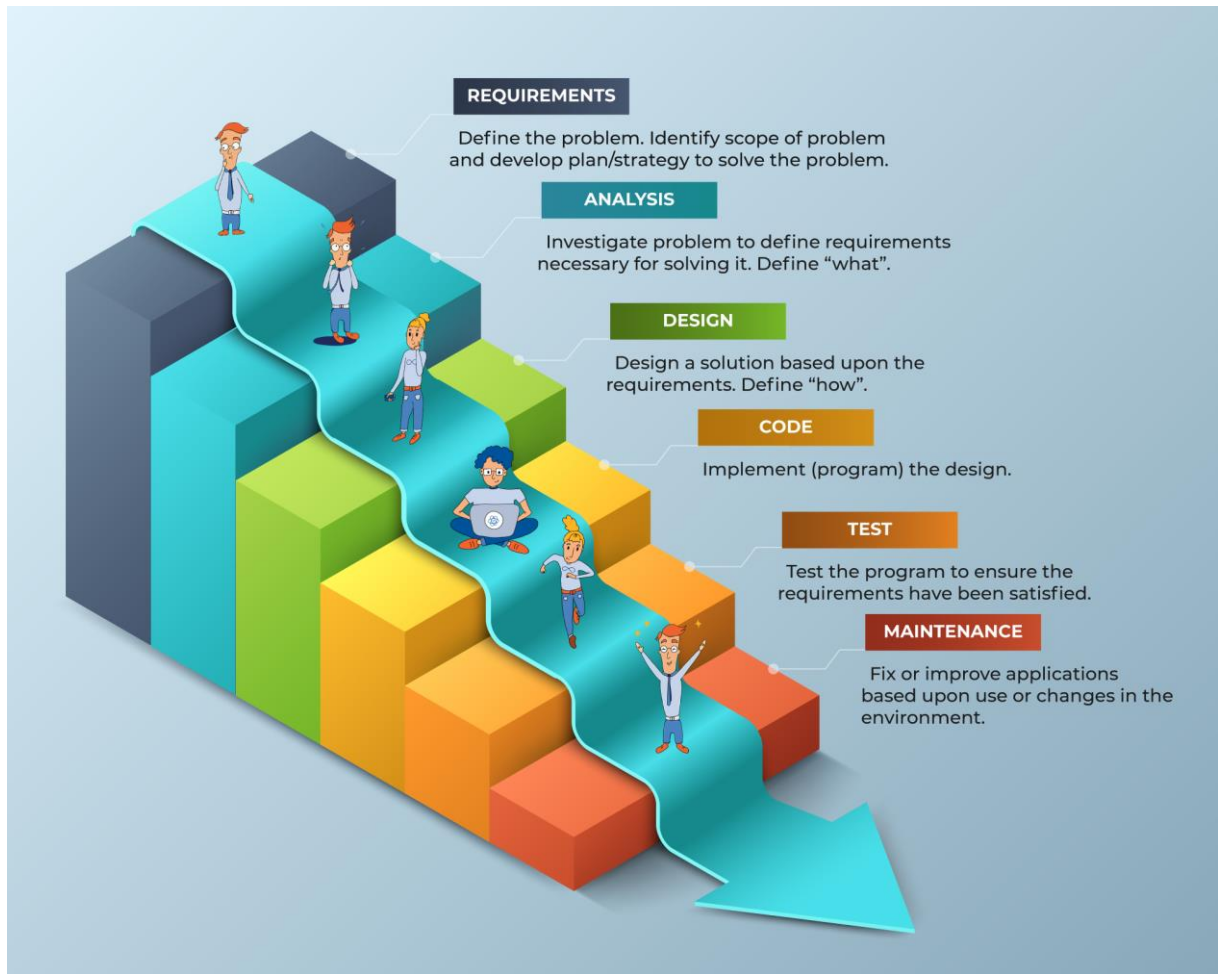 REQUIREMENTS
Define the problem. Identify scope of problem
and develop plan/strategy to solve the problem.
ANALYSIS
Investigate problem to define requirements
necessary for solving it. Define “what”.
DESIGN
Design a solution based upon the
requirements. Define “how”.
CODE
Implement (program) the design.
TEST
Test the program to ensure the
requirements have been satisfied.
MAINTENANCE
Fix or improve applications
based upon use or changes in the
environment.